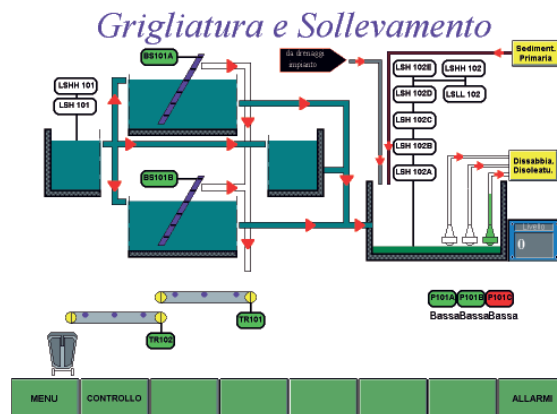 Grigliatura e Sollevamento
BS101A
da drenaggi
impianto
LSH 102E
LSHH 102
Sediment.
Primaria
LSHH 101
LSH 101
LSH 102D
LSLL 102
LSH 102C
LSH 102B
LSH 102A
Dissabbia.
Disoleatu.
BS101B
Livello
0
P101A P101B P101C
BassaBassaBassa
TR101
TR102
MENU CONTROLLO ALLARMI